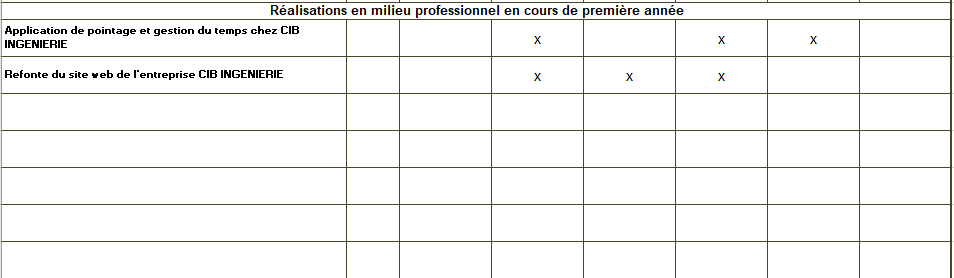 Réalisations en milieu professionnel en cours de première année
Application de pointage et gestion du temps chez CIB
INGENIERIE
X X X
Refonte du site web de l'entreprise CIB INGENIERIE
X X X